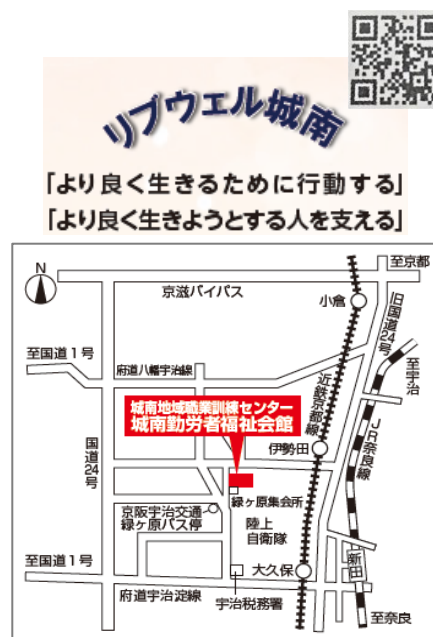 リブウェル城南
「より良く生きるために行動する」
「より良く生きようとする人を支える」
N
至京都
京滋バイパス
小倉
旧国道24号
至宇治
至国道1号
府道八幡宇治線
近鉄京都線
城南地域職業訓練センター
城南勤労者福祉会館
JR奈良線
国道24号
伊勢田
緑ヶ原集会所
京阪宇治交通
緑ヶ原バス停
陸上
自衛隊
至国道1号
大久保
新田
府道宇治淀線
宇治税務署
至奈良